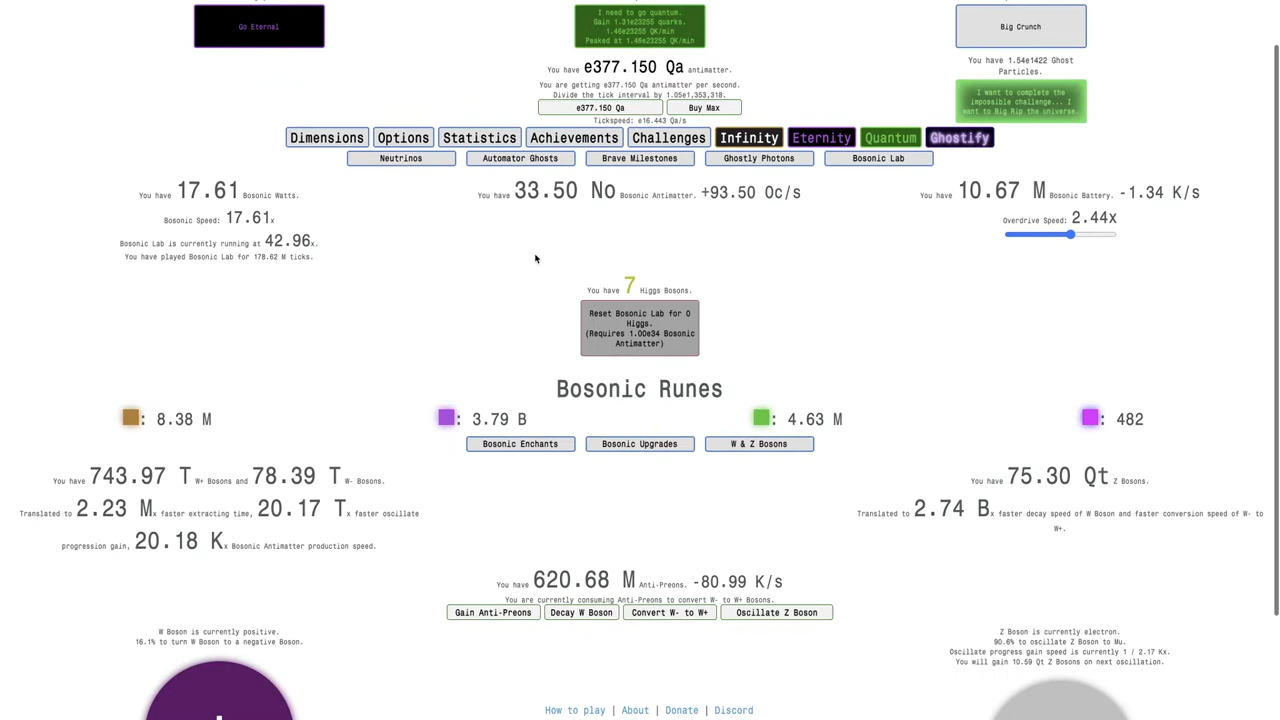 Go Eternal
I need to go quantum.
Gain 1.31e23255 quarks.
1.46e23255 QK/min
Peaked at 1.46e23255 QK/min
Big Crunch
You have e377.150 Qa antimatter.
You have 1.54e1422 Ghost
Particles.
You are getting e377.150 Qa antimatter per second.
Divide the tick interval by 1.05e1,353,318.
I want to complete the
impossible challenge... I
want to Big Rip the universe.
e377.150 Qa
Buy Max
Tickspeed: e16.443 Qa/s
Dimensions Options Statistics Achievements Challenges Infinity Eternity Quantum Ghostify
Neutrinos Automator Ghosts Brave Milestones Ghostly Photons Bosonic Lab
You have 17.61 Bosonic Watts.
You have 33.50 No Bosonic Antimatter. +93.50 Oc/s
You have 10.67 M Bosonic Battery. -1.34 K/s
Bosonic Speed: 17.61x
Overdrive Speed: 2.44x
Bosonic Lab is currently running at 42.96x.
You have played Bosonic Lab for 178.62 M ticks.
You have 7 Higgs Bosons.
Reset Bosonic Lab for 0
Higgs.
(Requires 1.00e34 Bosonic
Antimatter)
Bosonic Runes
: 8.38 M
: 3.79 B
: 4.63 M
: 482
Bosonic Enchants Bosonic Upgrades W & Z Bosons
You have 743.97 T W+ Bosons and 78.39 T W- Bosons.
You have 75.30 Qt Z Bosons.
Translated to 2.23 Mx faster extracting time, 20.17 Tx faster oscillate
progression gain, 20.18 Kx Bosonic Antimatter production speed.
Translated to 2.74 Bx faster decay speed of W Boson and faster conversion speed of W- to
W+.
You have 620.68 M Anti-Preons. -80.99 K/s
You are currently consuming Anti-Preons to convert W- to W+ Bosons.
Gain Anti-Preons Decay W Boson Convert W- to W+ Oscillate Z Boson
W Boson is currently positive.
16.1% to turn W Boson to a negative Boson.
Z Boson is currently electron.
90.6% to oscillate Z Boson to Mu.
Oscillate progress gain speed is currently 1 / 2.17 Kx.
You will gain 10.59 Qt Z Bosons on next oscillation.
How to play | About | Donate | Discord